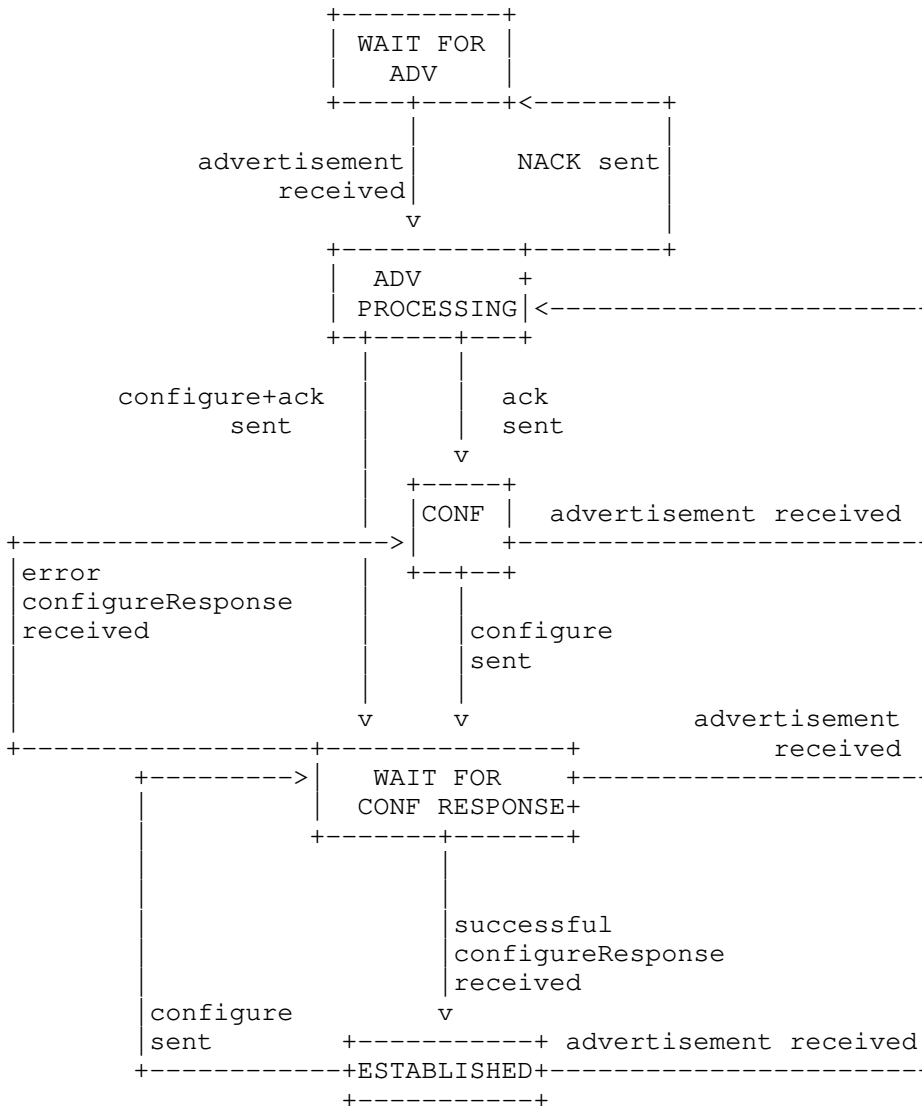 WAIT FOR
ADV
advertisement NACK sent
received
ADV
PROCESSING
configure+ack ack
sent sent
CONF advertisement received
error
configureResponse
received configure
sent
advertisement
received
WAIT FOR
CONF RESPONSE
successful
configureResponse
received
configure
sent advertisement received
ESTABLISHED